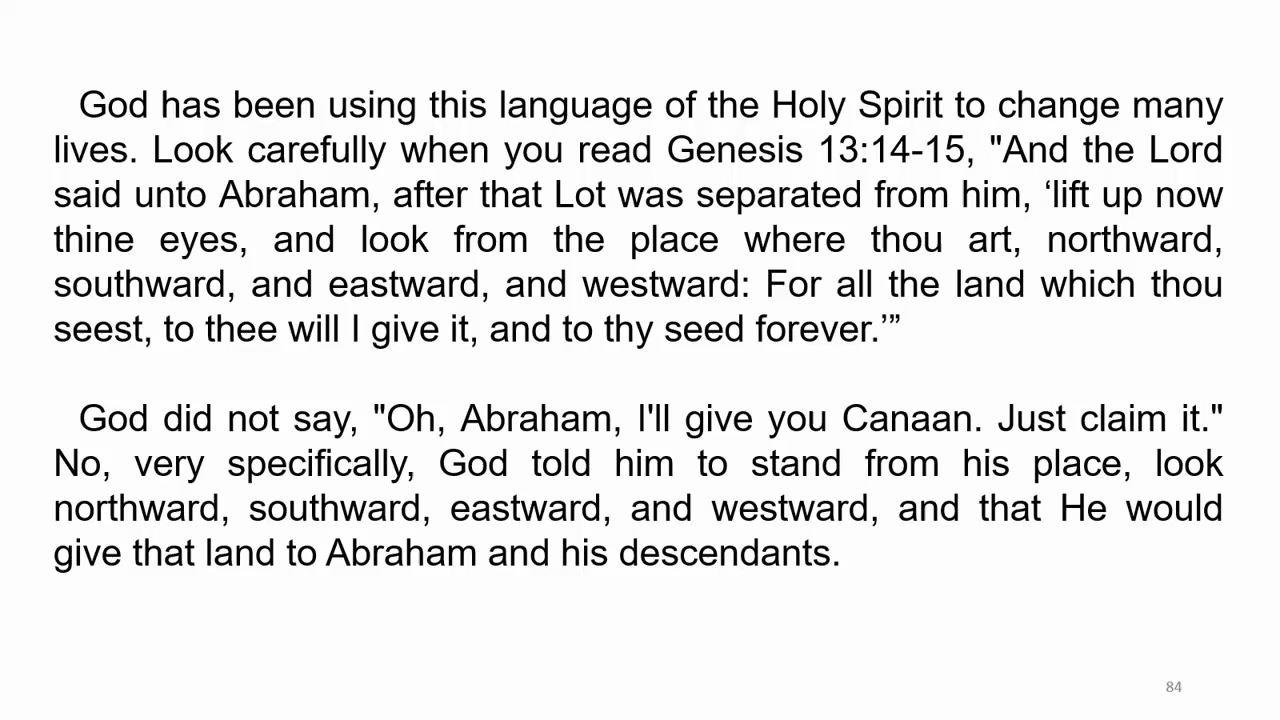 God has been using this language of the Holy Spirit to change many
lives. Look carefully when you read Genesis 13:14-15, "And the Lord
said unto Abraham, after that Lot was separated from him, ‘lift up now
thine eyes, and look from the place where thou art, northward,
southward, and eastward, and westward: For all the land which thou
seest, to thee will I give it, and to thy seed forever.’”
God did not say, "Oh, Abraham, I'll give you Canaan. Just claim it."
No, very specifically, God told him to stand from his place, look
northward, southward, eastward, and westward, and that He would
give that land to Abraham and his descendants.
84